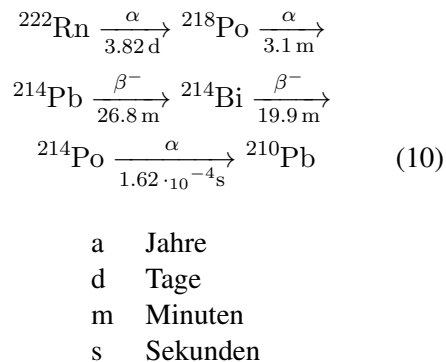 ²²²Rn α→3.82 d ²¹⁸Po α→3.1 m
²¹⁴Pb β⁻→26.8 m ²¹⁴Bi β⁻→19.9 m
²¹⁴Po α→1.62 ·10⁻⁴s ²¹⁰Pb (10)
a Jahre
d Tage
m Minuten
s Sekunden